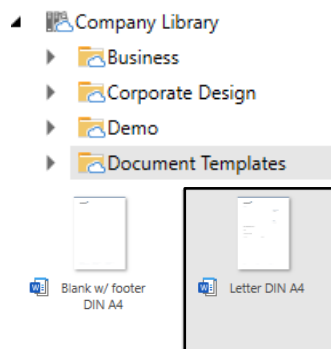 Company Library
Business
Corporate Design
Demo
Document Templates
Blank w/ footer
DIN A4
Letter DIN A4